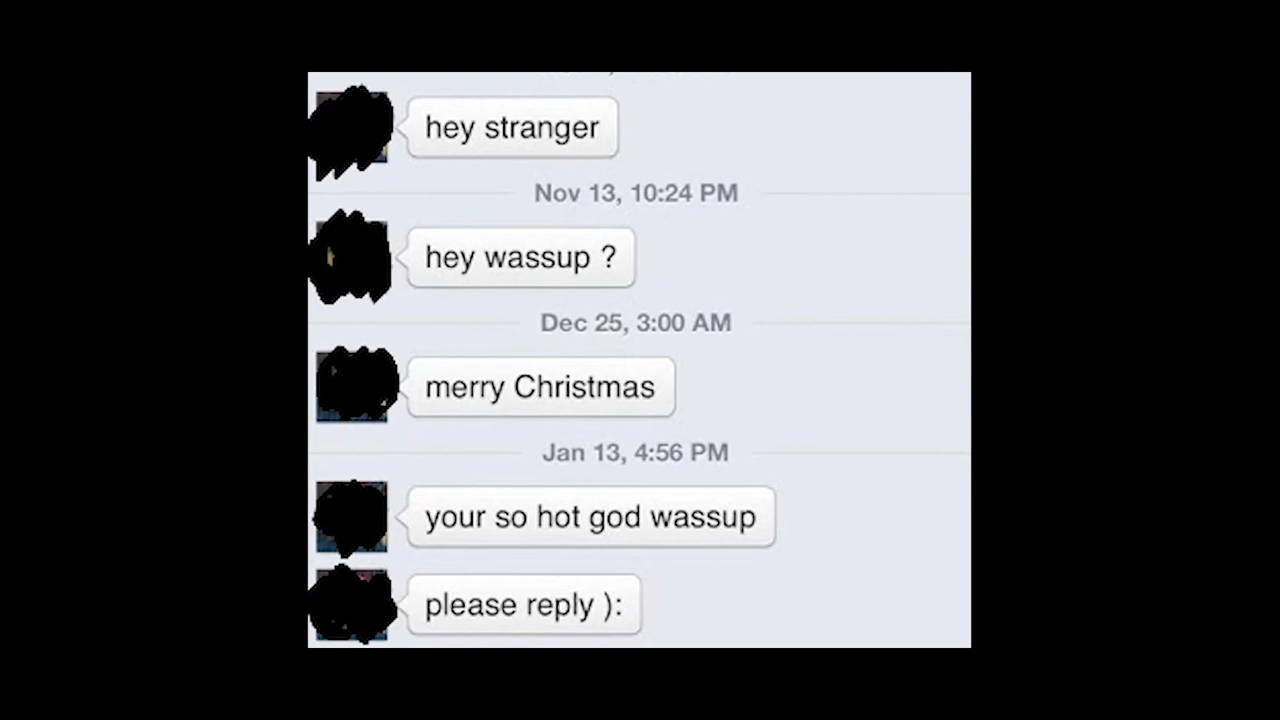 hey stranger
Nov 13, 10:24 PM
hey wassup ?
Dec 25, 3:00 AM
merry Christmas
Jan 13, 4:56 PM
your so hot god wassup
please reply ):